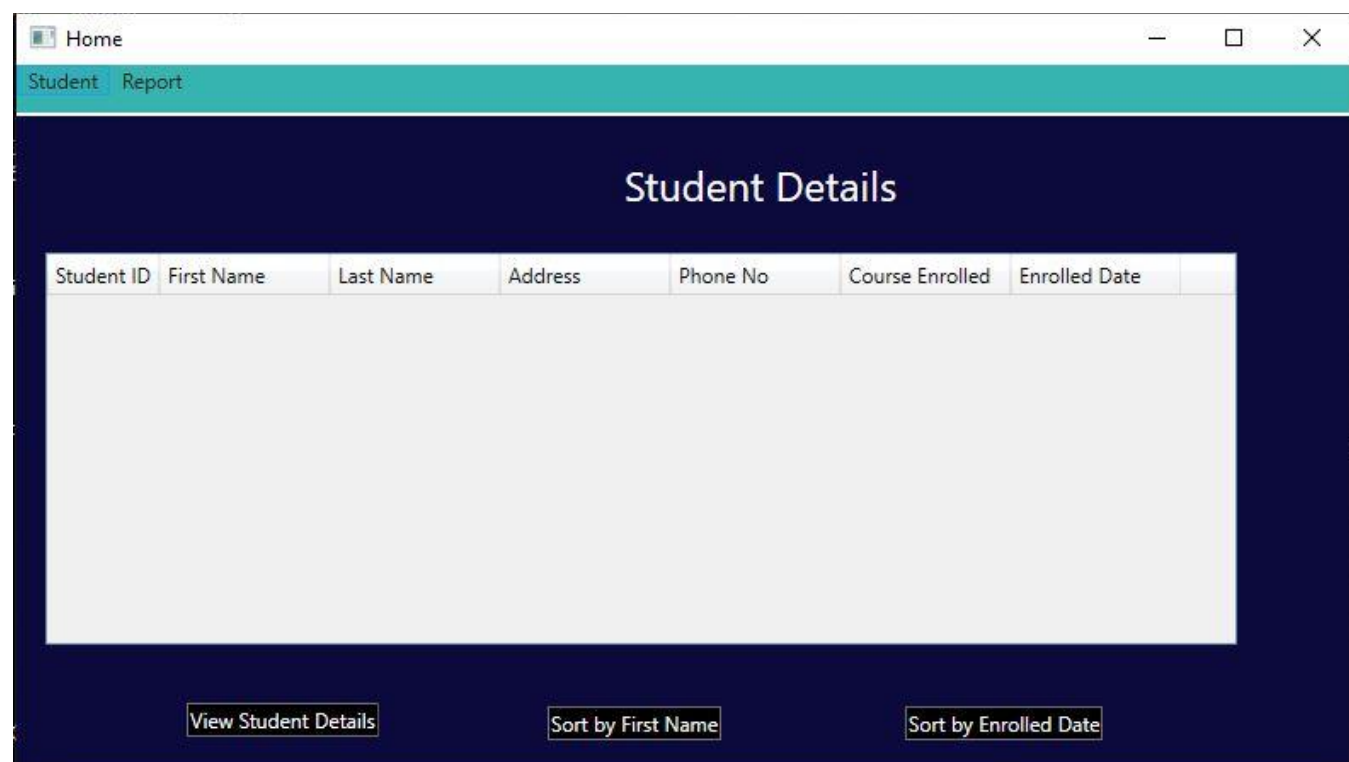 Home
Student Report
Student Details
Student ID First Name Last Name Address Phone No Course Enrolled Enrolled Date
View Student Details Sort by First Name Sort by Enrolled Date